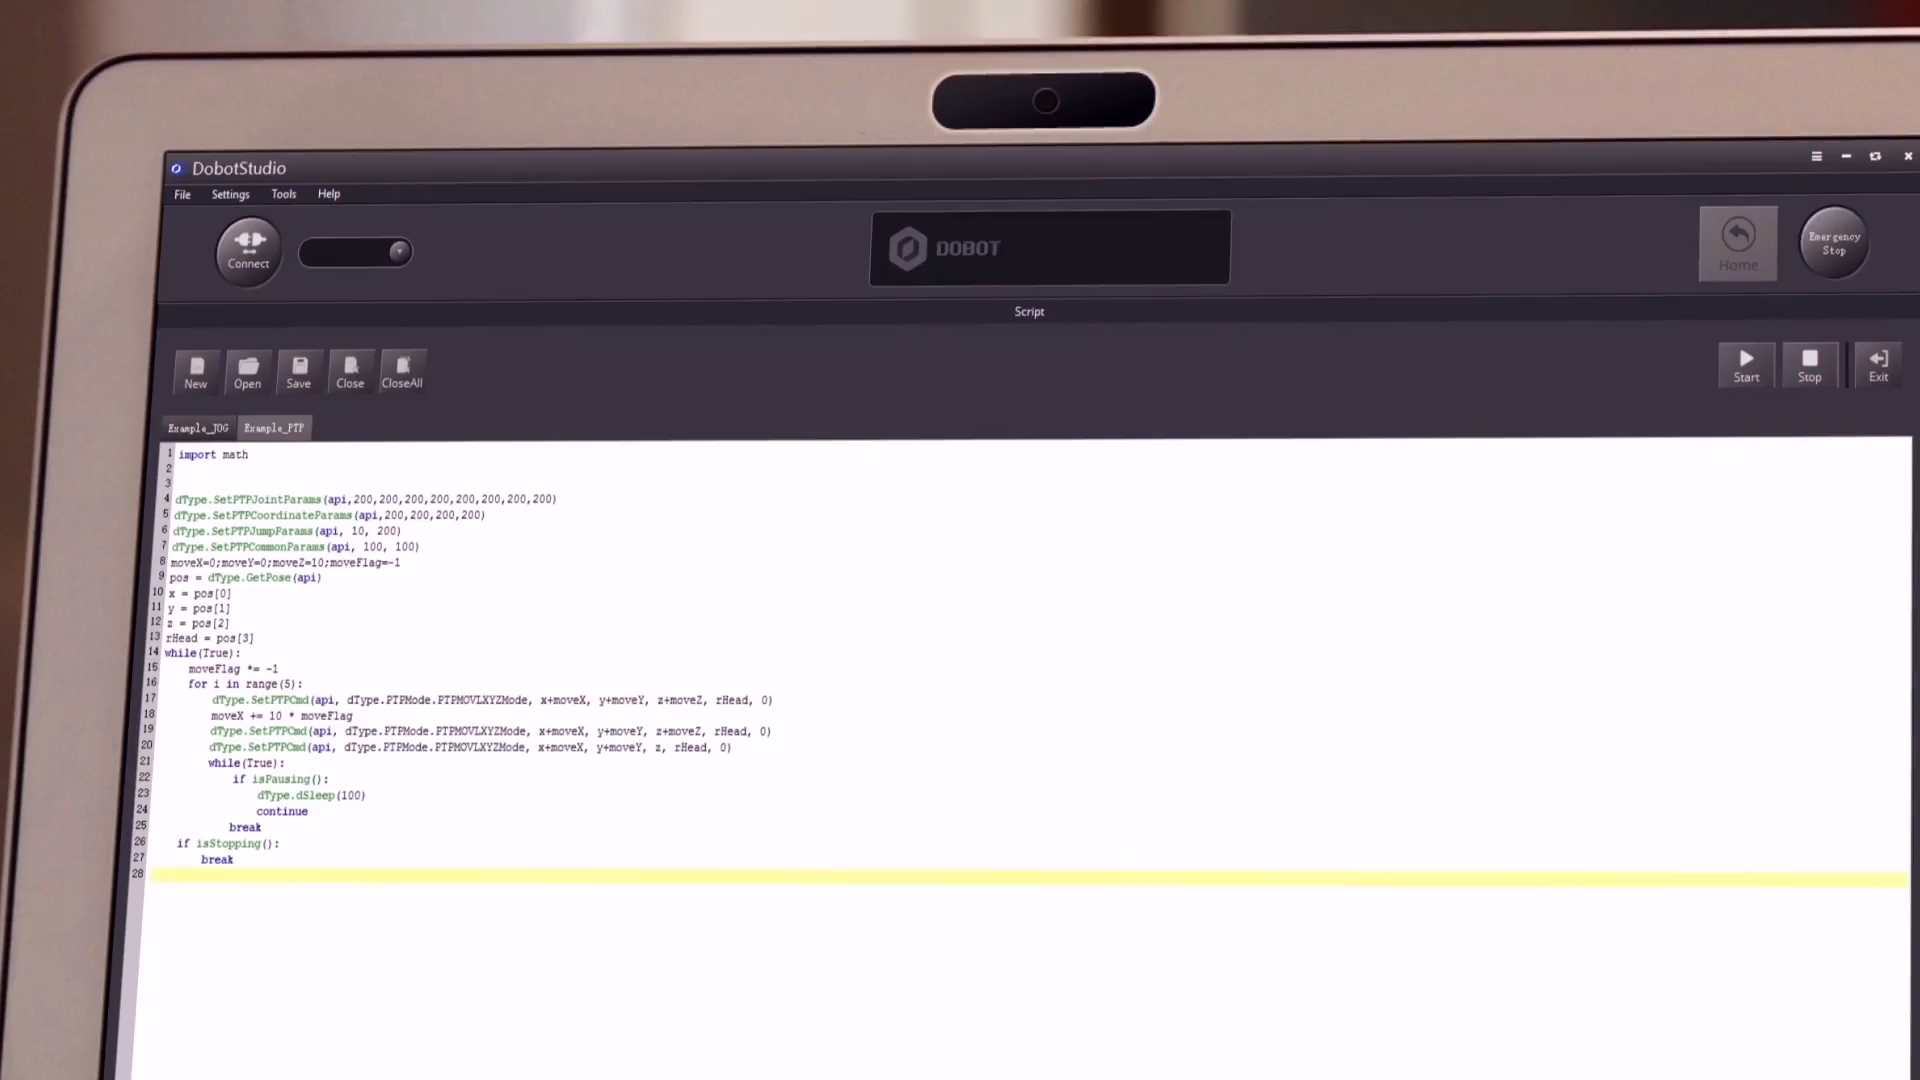 DobotStudio
File Settings Tools Help
Connect
DOBOT
Home
Emergency
Stop
Script
New Open Save Close CloseAll
Start Stop Exit
Example_JOG Example_PTP
1 import math
2
3
4 dType.SetPTPJointParams(api,200,200,200,200,200,200,200,200)
5 dType.SetPTPCoordinateParams(api,200,200,200,200)
6 dType.SetPTPJumpParams(api, 10, 200)
7 dType.SetPTPCommonParams(api, 100, 100)
8 moveX=0;moveY=0;moveZ=10;moveFlag=-1
9 pos = dType.GetPose(api)
10 x = pos[0]
11 y = pos[1]
12 z = pos[2]
13 rHead = pos[3]
14 while(True):
15 moveFlag *= -1
16 for i in range(5):
17 dType.SetPTPCmd(api, dType.PTPMode.PTPMOVLXYZMode, x+moveX, y+moveY, z+moveZ, rHead, 0)
18 moveX += 10 * moveFlag
19 dType.SetPTPCmd(api, dType.PTPMode.PTPMOVLXYZMode, x+moveX, y+moveY, z+moveZ, rHead, 0)
20 dType.SetPTPCmd(api, dType.PTPMode.PTPMOVLXYZMode, x+moveX, y+moveY, z, rHead, 0)
21 while(True):
22 if isPausing():
23 dType.dSleep(100)
24 continue
25 break
26 if isStopping():
27 break
28